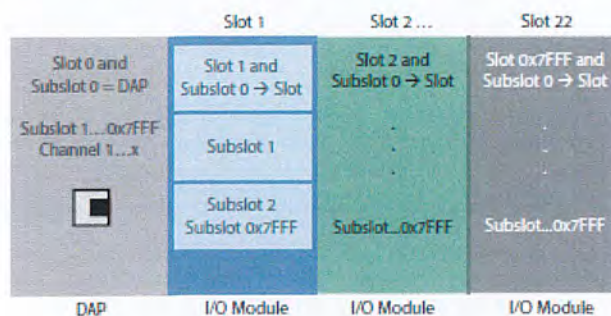 Slot 1
Slot 2 ...
Slot 22
Slot 0 and
Subslot 0 = DAP
Subslot 1...0x7FFF
Channel 1...x
Slot 1 and
Subslot 0 → Slot
Subslot 1
Subslot 2
Subslot 0x7FFF
Slot 2 and
Subslot 0 → Slot
.
.
.
Subslot...0x7FFF
Slot 0x7FFF and
Subslot 0 → Slot
.
.
.
Subslot...0x7FFF
DAP
I/O Module
I/O Module
I/O Module